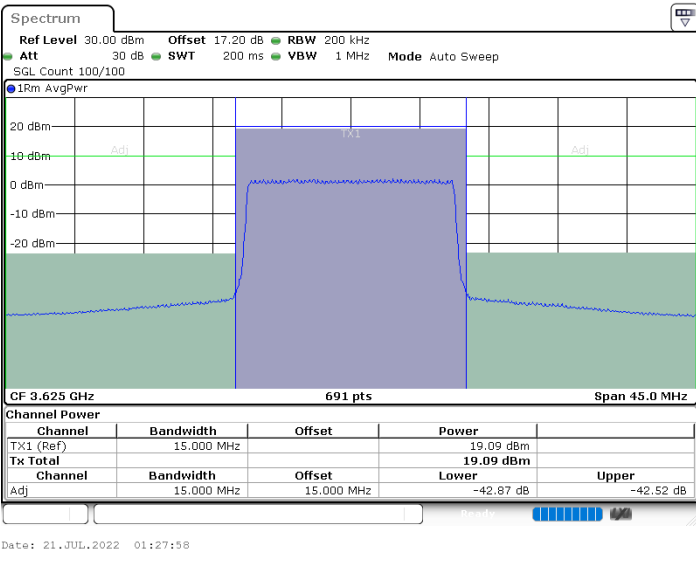 Spectrum
Ref Level 30.00 dBm Offset 17.20 dB RBW 200 kHz
Att 30 dB SWT 200 ms VBW 1 MHz Mode Auto Sweep
SGL Count 100/100
1Rm AvgPwr
20 dBm
TX1
Adj Adj
10 dBm
0 dBm
-10 dBm
-20 dBm
CF 3.625 GHz 691 pts Span 45.0 MHz
Channel Power
Channel Bandwidth Offset Power
TX1 (Ref) 15.000 MHz 19.09 dBm
Tx Total 19.09 dBm
Channel Bandwidth Offset Lower Upper
Adj 15.000 MHz 15.000 MHz -42.87 dB -42.52 dB
Ready
Date: 21.JUL.2022 01:27:58